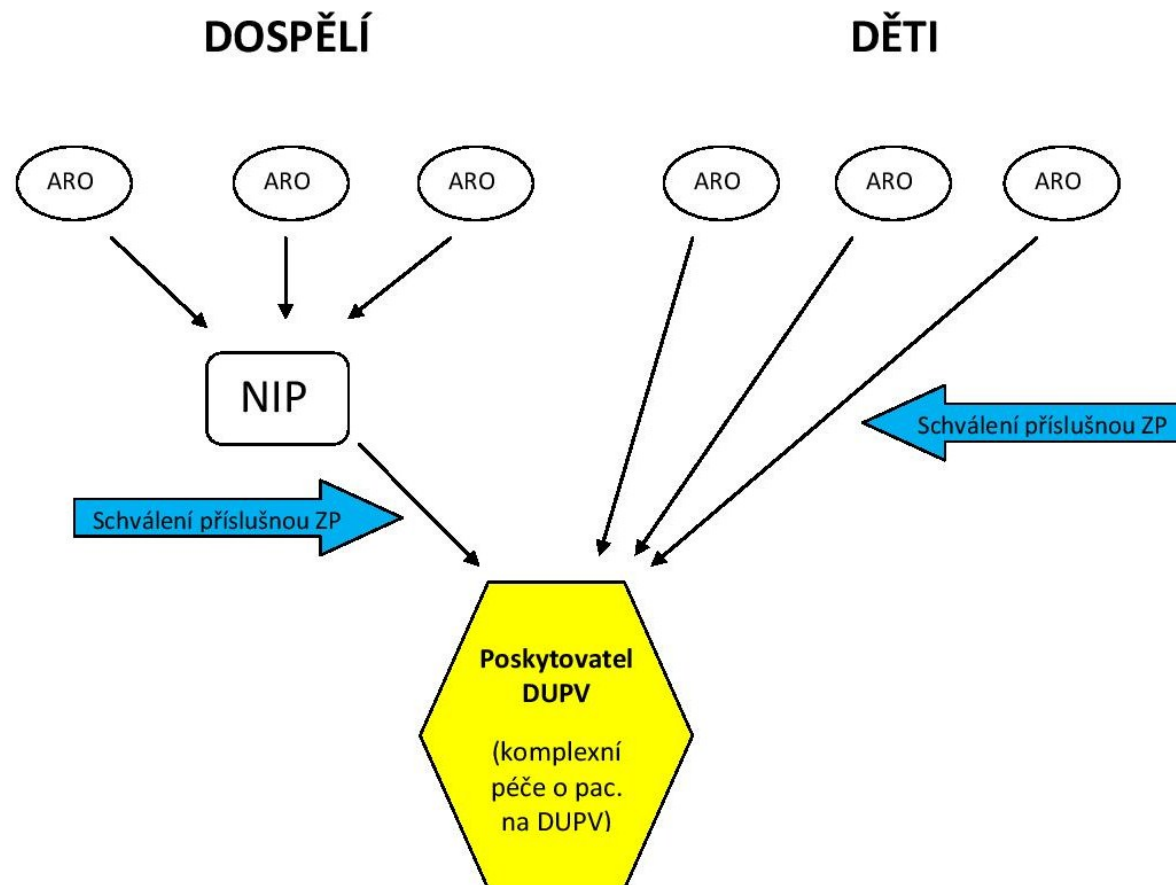 DOSPĚLÍ
DĚTI
ARO
ARO
ARO
ARO
ARO
ARO
NIP
Schválení příslušnou ZP
Schválení příslušnou ZP
Poskytovatel
DUPV
(komplexní
péče o pac.
na DUPV)